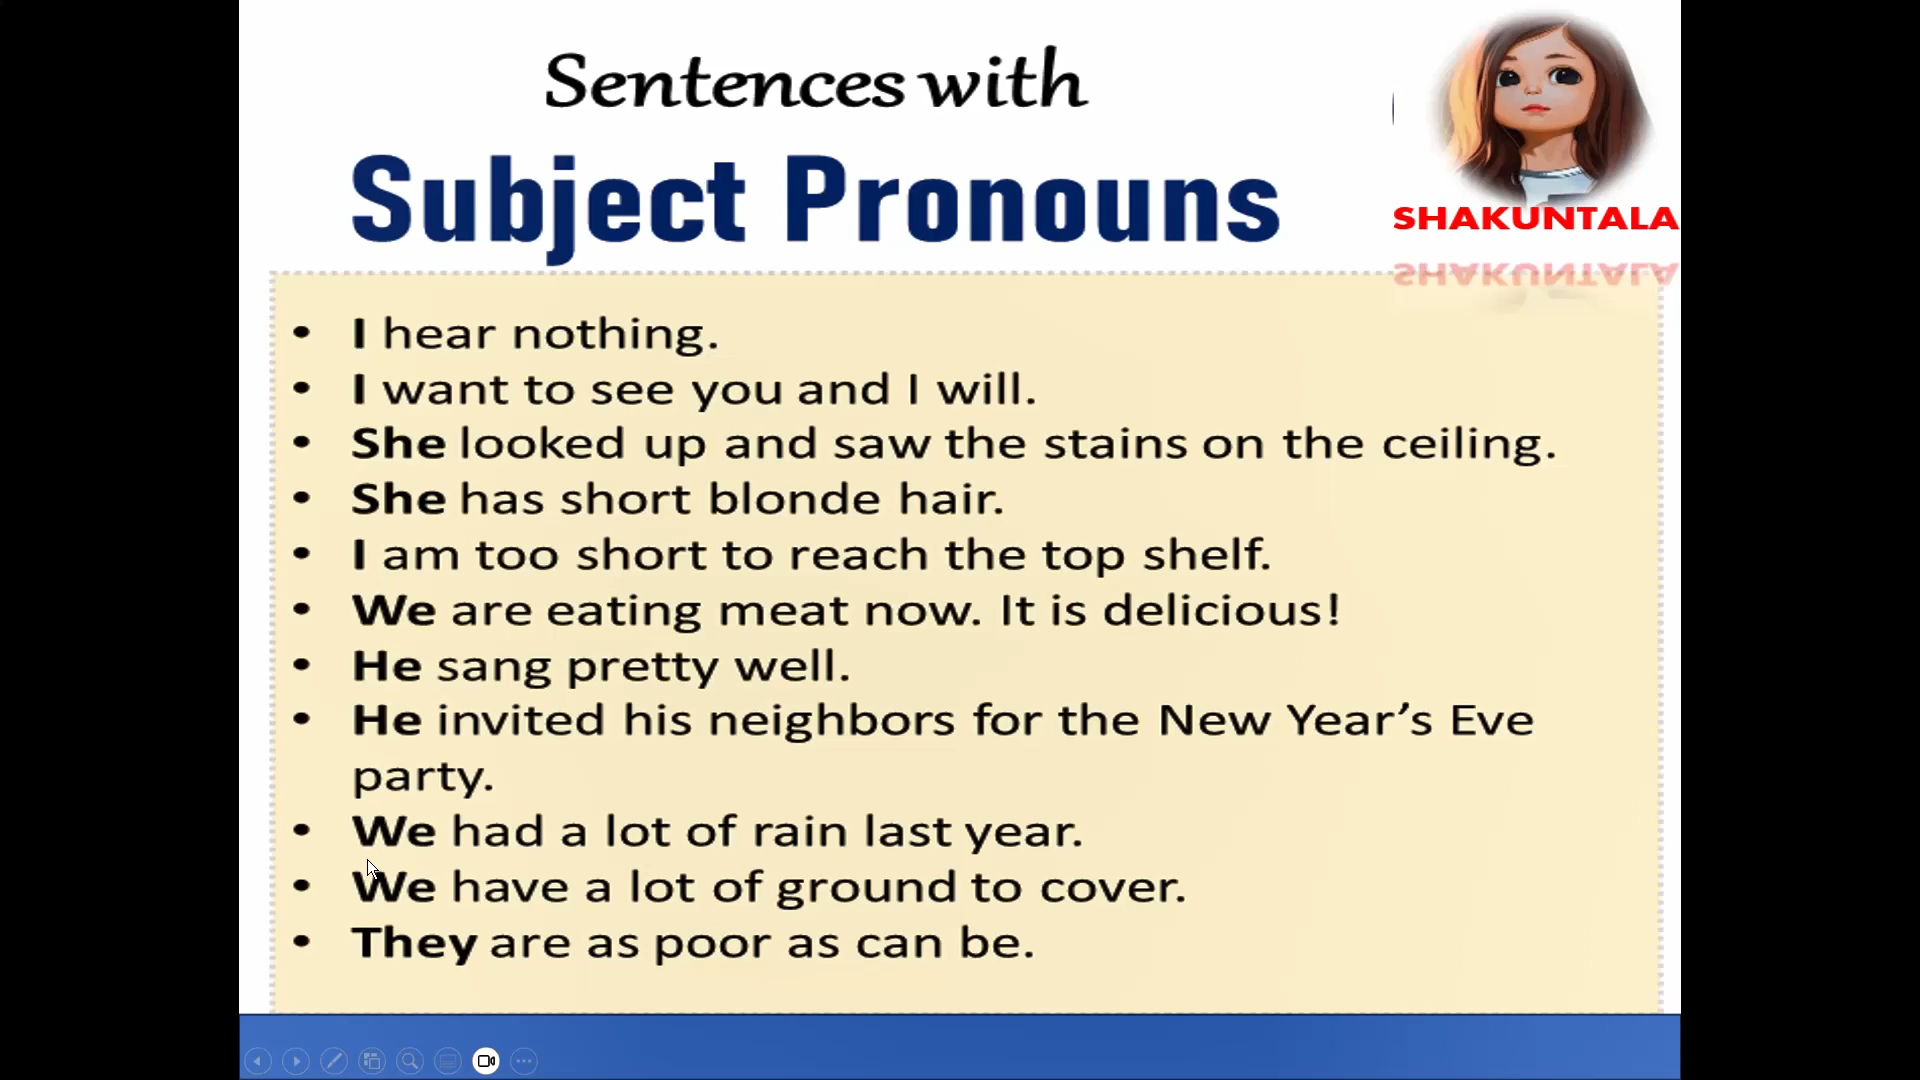 Sentences with
Subject Pronouns
SHAKUNTALA
• I hear nothing.
• I want to see you and I will.
• She looked up and saw the stains on the ceiling.
• She has short blonde hair.
• I am too short to reach the top shelf.
• We are eating meat now. It is delicious!
• He sang pretty well.
• He invited his neighbors for the New Year’s Eve
party.
• We had a lot of rain last year.
• We have a lot of ground to cover.
• They are as poor as can be.